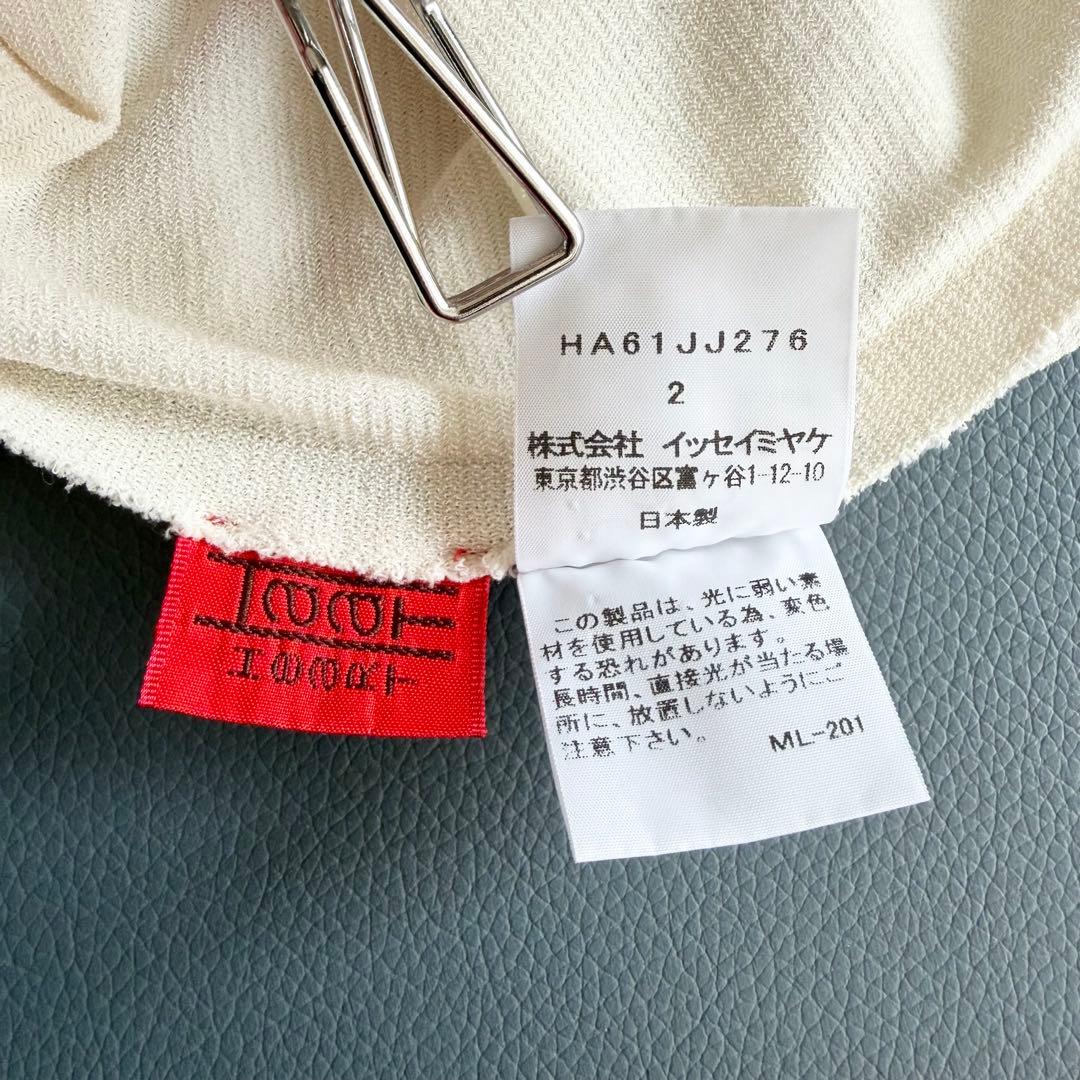 HA61JJ276
2
株式会社 イッセイミヤケ
東京都渋谷区富ヶ谷1-12-10
日本製
この製品は、光に弱い素
材を使用している為、変色
する恐れがあります。
長時間、直接光が当たる場
所に、放置しないようにご
注意下さい。
ML-201
HaaT
HeaRT